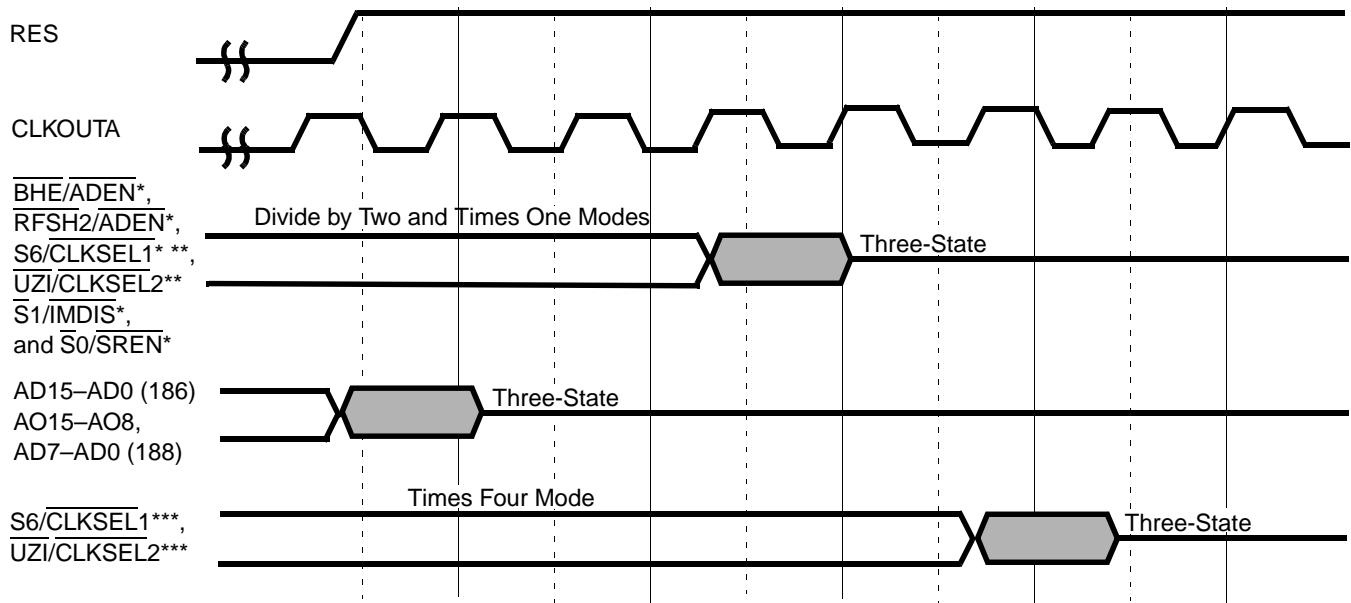 RES
CLKOUTA
BHE/ADEN*,
RFSH2/ADEN*,
S6/CLKSEL1* **,
UZI/CLKSEL2**
S1/IMDIS*,
and S0/SREN*
Divide by Two and Times One Modes
Three-State
AD15–AD0 (186)
AO15–AO8,
AD7–AD0 (188)
Three-State
S6/CLKSEL1***,
UZI/CLKSEL2***
Times Four Mode
Three-State